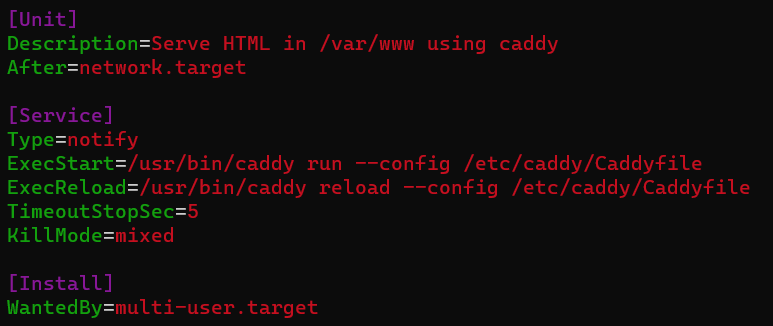 [Unit]
Description=Serve HTML in /var/www using caddy
After=network.target

[Service]
Type=notify
ExecStart=/usr/bin/caddy run --config /etc/caddy/Caddyfile
ExecReload=/usr/bin/caddy reload --config /etc/caddy/Caddyfile
TimeoutStopSec=5
KillMode=mixed

[Install]
WantedBy=multi-user.target